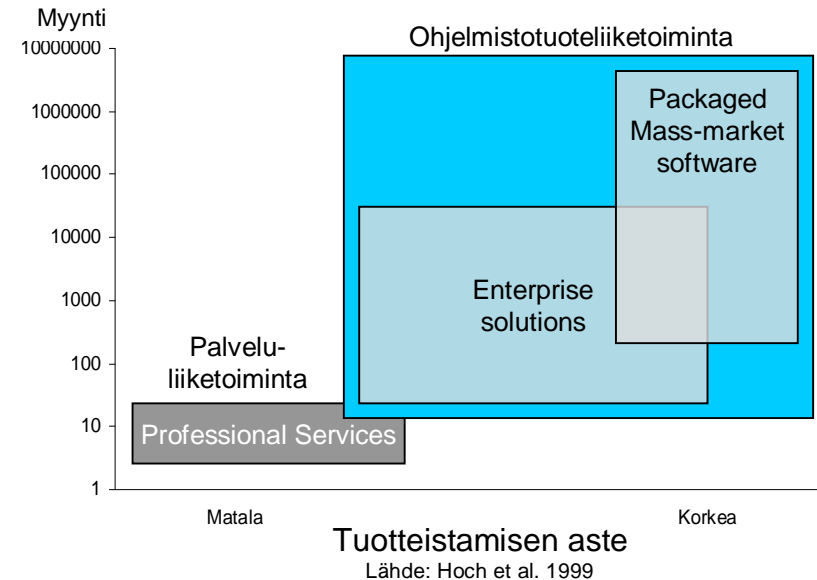 Myynti
Ohjelmistotuoteliiketoiminta
10000000
1000000
100000
10000
1000
100
10
1
Packaged
Mass-market
software
Enterprise
solutions
Palvelu-
liiketoiminta
Professional Services
Matala
Korkea
Tuotteistamisen aste
Lähde: Hoch et al. 1999